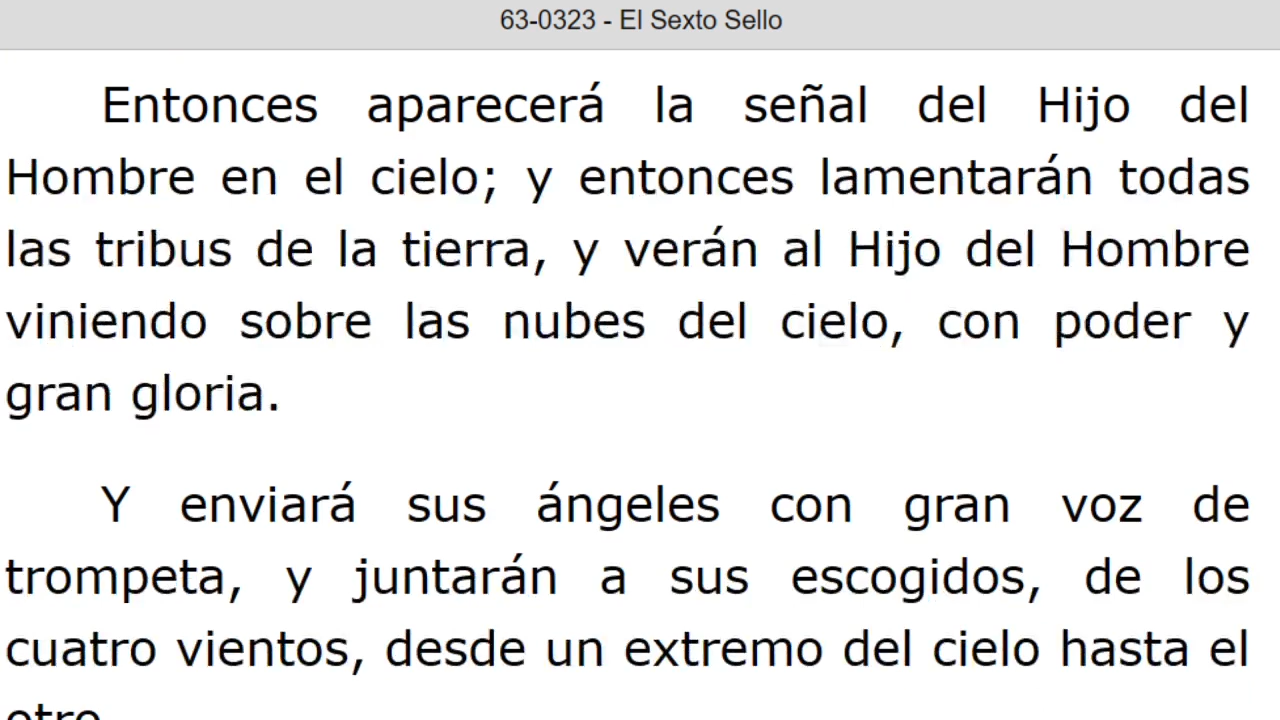 63-0323 - El Sexto Sello
Entonces aparecerá la señal del Hijo del
Hombre en el cielo; y entonces lamentarán todas
las tribus de la tierra, y verán al Hijo del Hombre
viniendo sobre las nubes del cielo, con poder y
gran gloria.
Y enviará sus ángeles con gran voz de
trompeta, y juntarán a sus escogidos, de los
cuatro vientos, desde un extremo del cielo hasta el
otro.